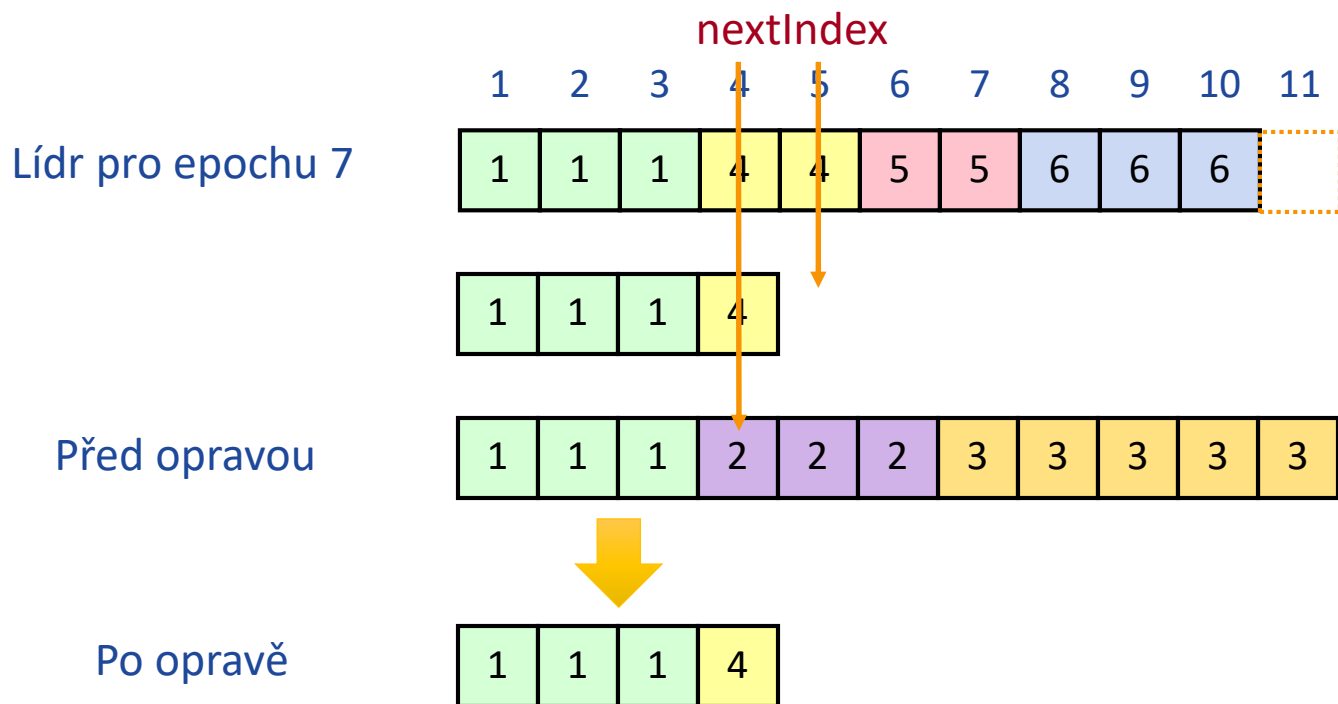 nextIndex
1 2 3 4 5 6 7 8 9 10 11
Lídr pro epochu 7 1 1 1 4 4 5 5 6 6 6
1 1 1 4
Před opravou 1 1 1 2 2 2 3 3 3 3 3
Po opravě 1 1 1 4